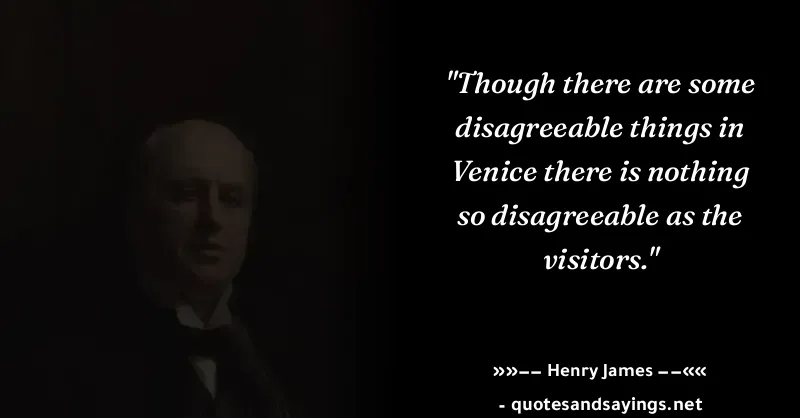 "Though there are some
disagreeable things in
Venice there is nothing
so disagreeable as the
visitors."
»»−− Henry James −−««
- quotesandsayings.net